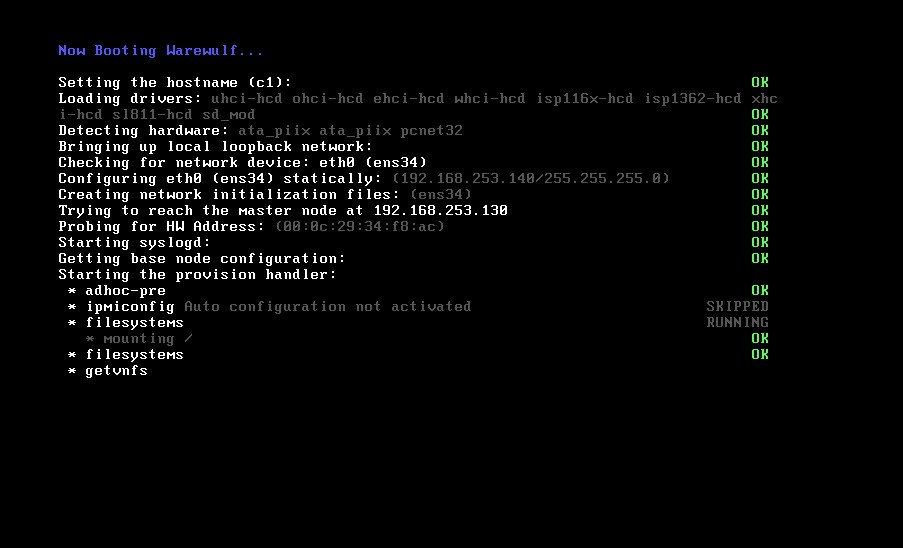 Now Booting Warewulf...
Setting the hostname (c1): OK
Loading drivers: uhci-hcd ohci-hcd ehci-hcd whci-hcd isp116x-hcd isp1362-hcd xhc
i-hcd sl811-hcd sd_mod OK
Detecting hardware: ata_piix ata_piix pcnet32 OK
Bringing up local loopback network: OK
Checking for network device: eth0 (ens34) OK
Configuring eth0 (ens34) statically: (192.168.253.140/255.255.255.0) OK
Creating network initialization files: (ens34) OK
Trying to reach the master node at 192.168.253.130 OK
Probing for HW Address: (00:0c:29:34:f8:ac) OK
Starting syslogd: OK
Getting base node configuration: OK
Starting the provision handler:
* adhoc-pre OK
* ipmiconfig Auto configuration not activated SKIPPED
* filesystems RUNNING
* mounting / OK
* filesystems OK
* getvnfs